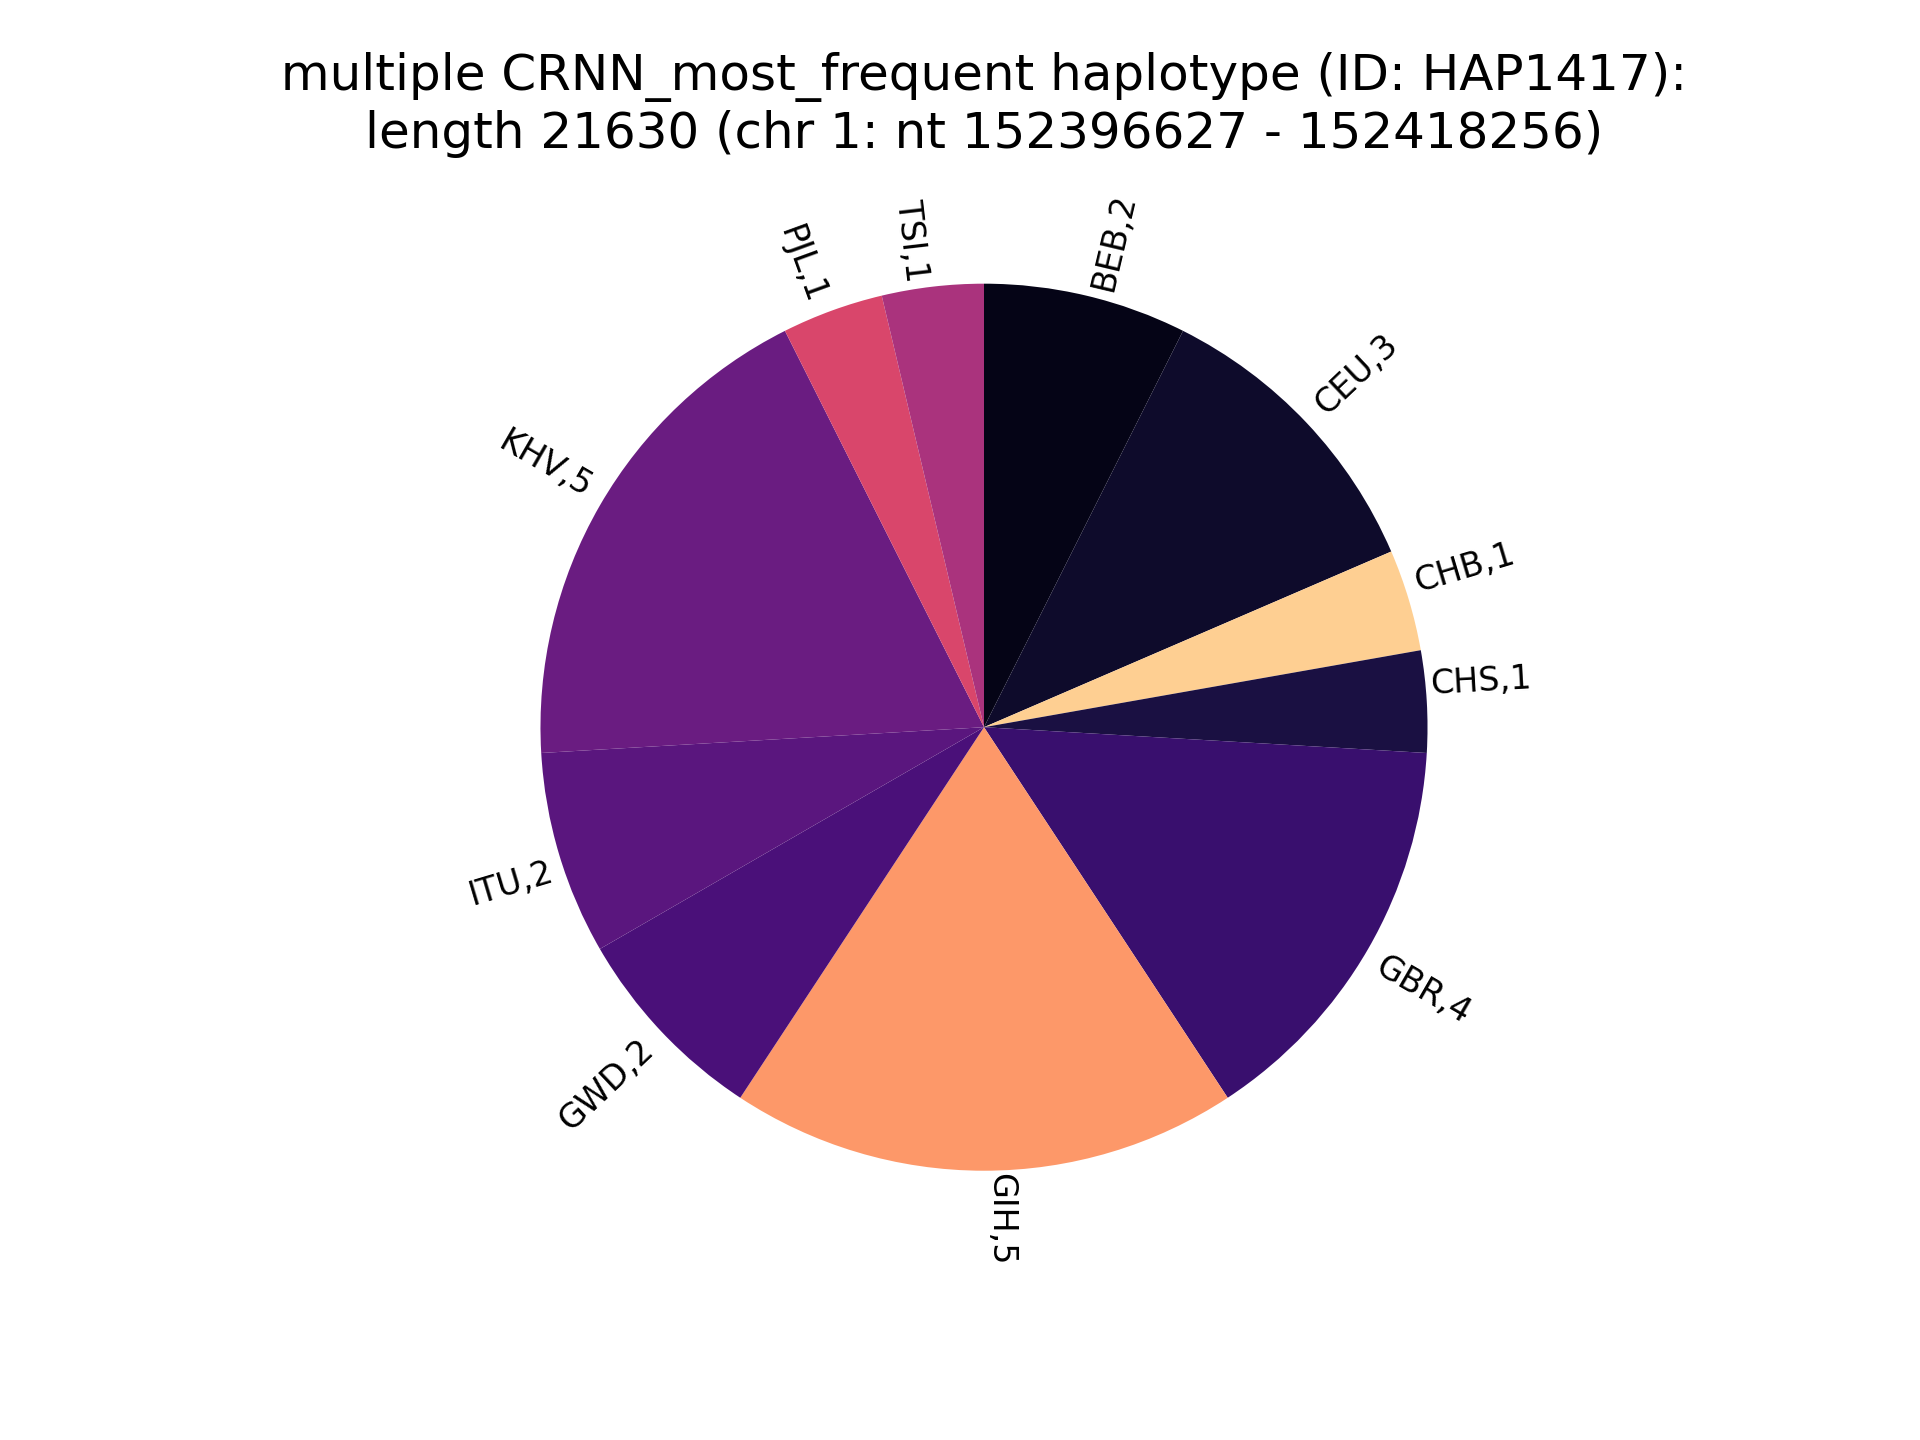 multiple CRNN_most_frequent haplotype (ID: HAP1417):
length 21630 (chr 1: nt 152396627 - 152418256)
BEB,2
CEU,3
CHB,1
CHS,1
GBR,4
GIH,5
GWD,2
ITU,2
KHV,5
PJL,1
TSI,1